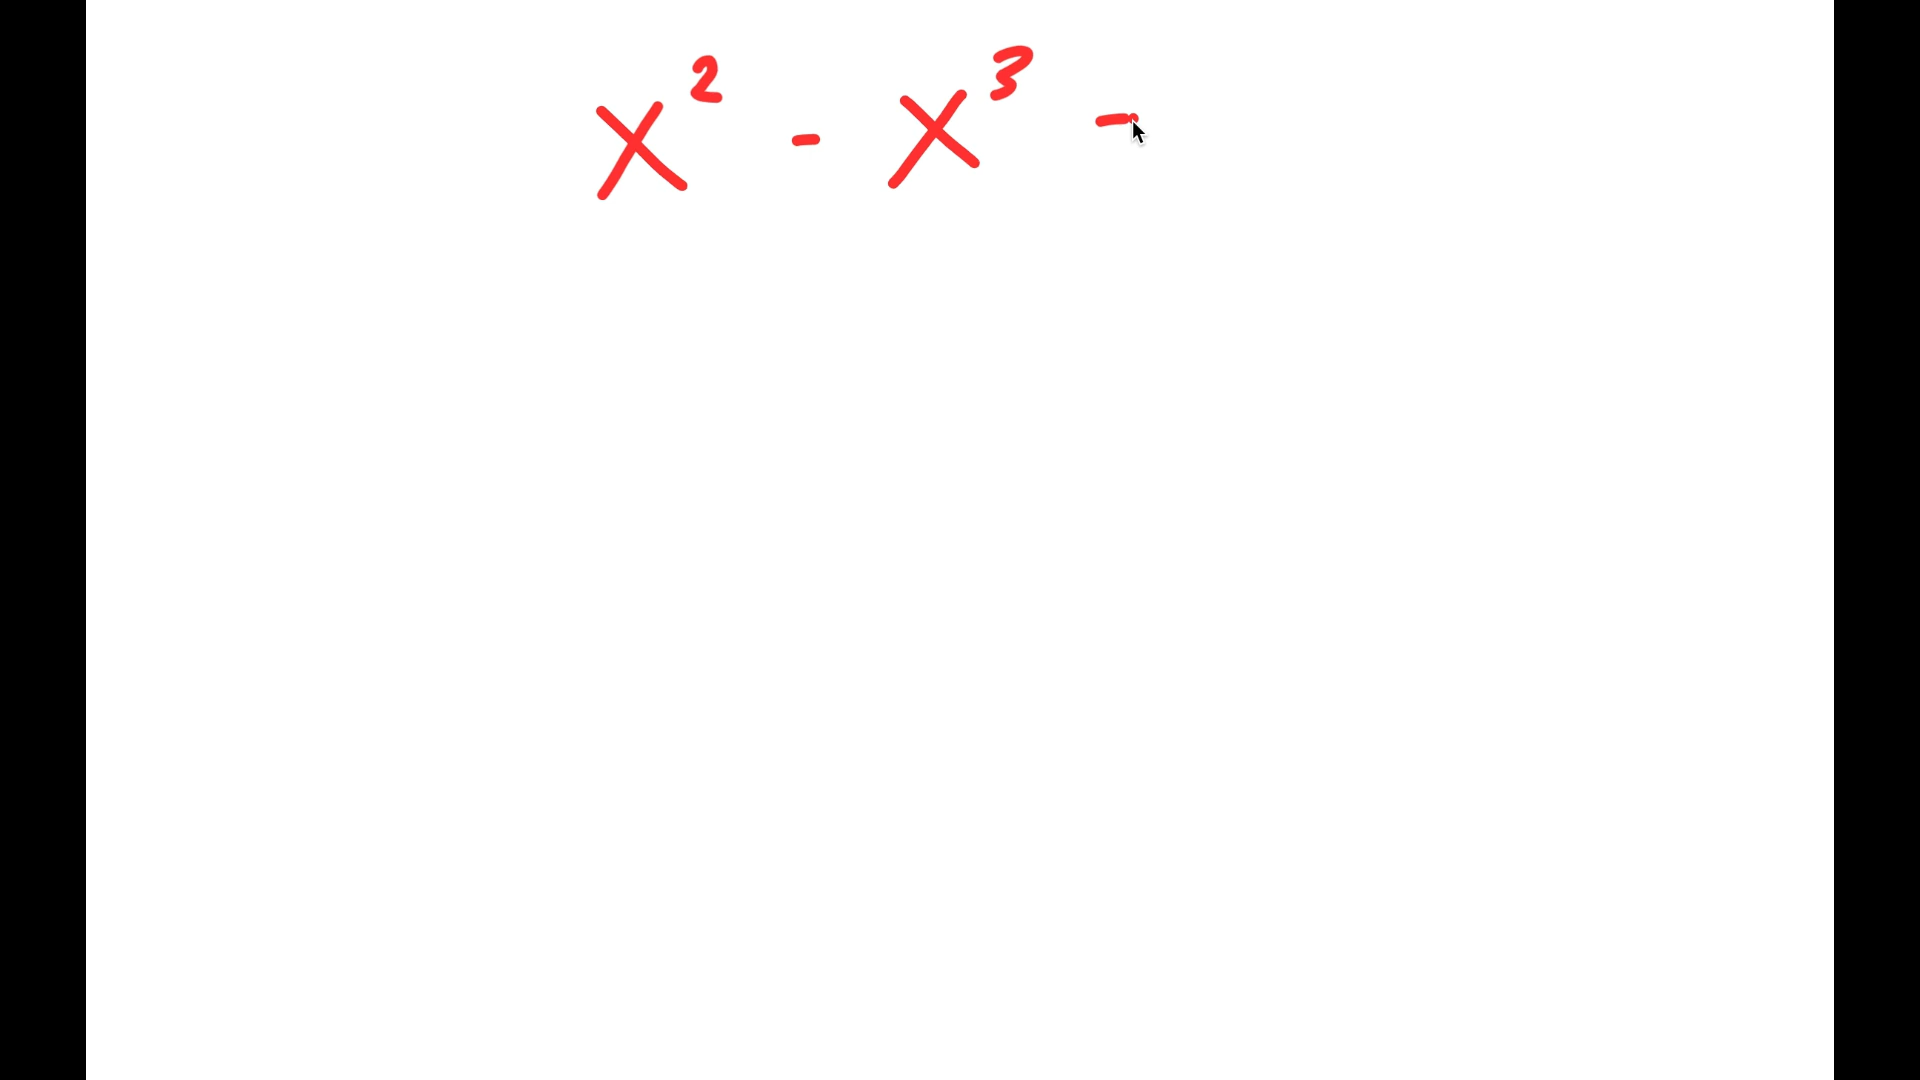 x² - x³ -